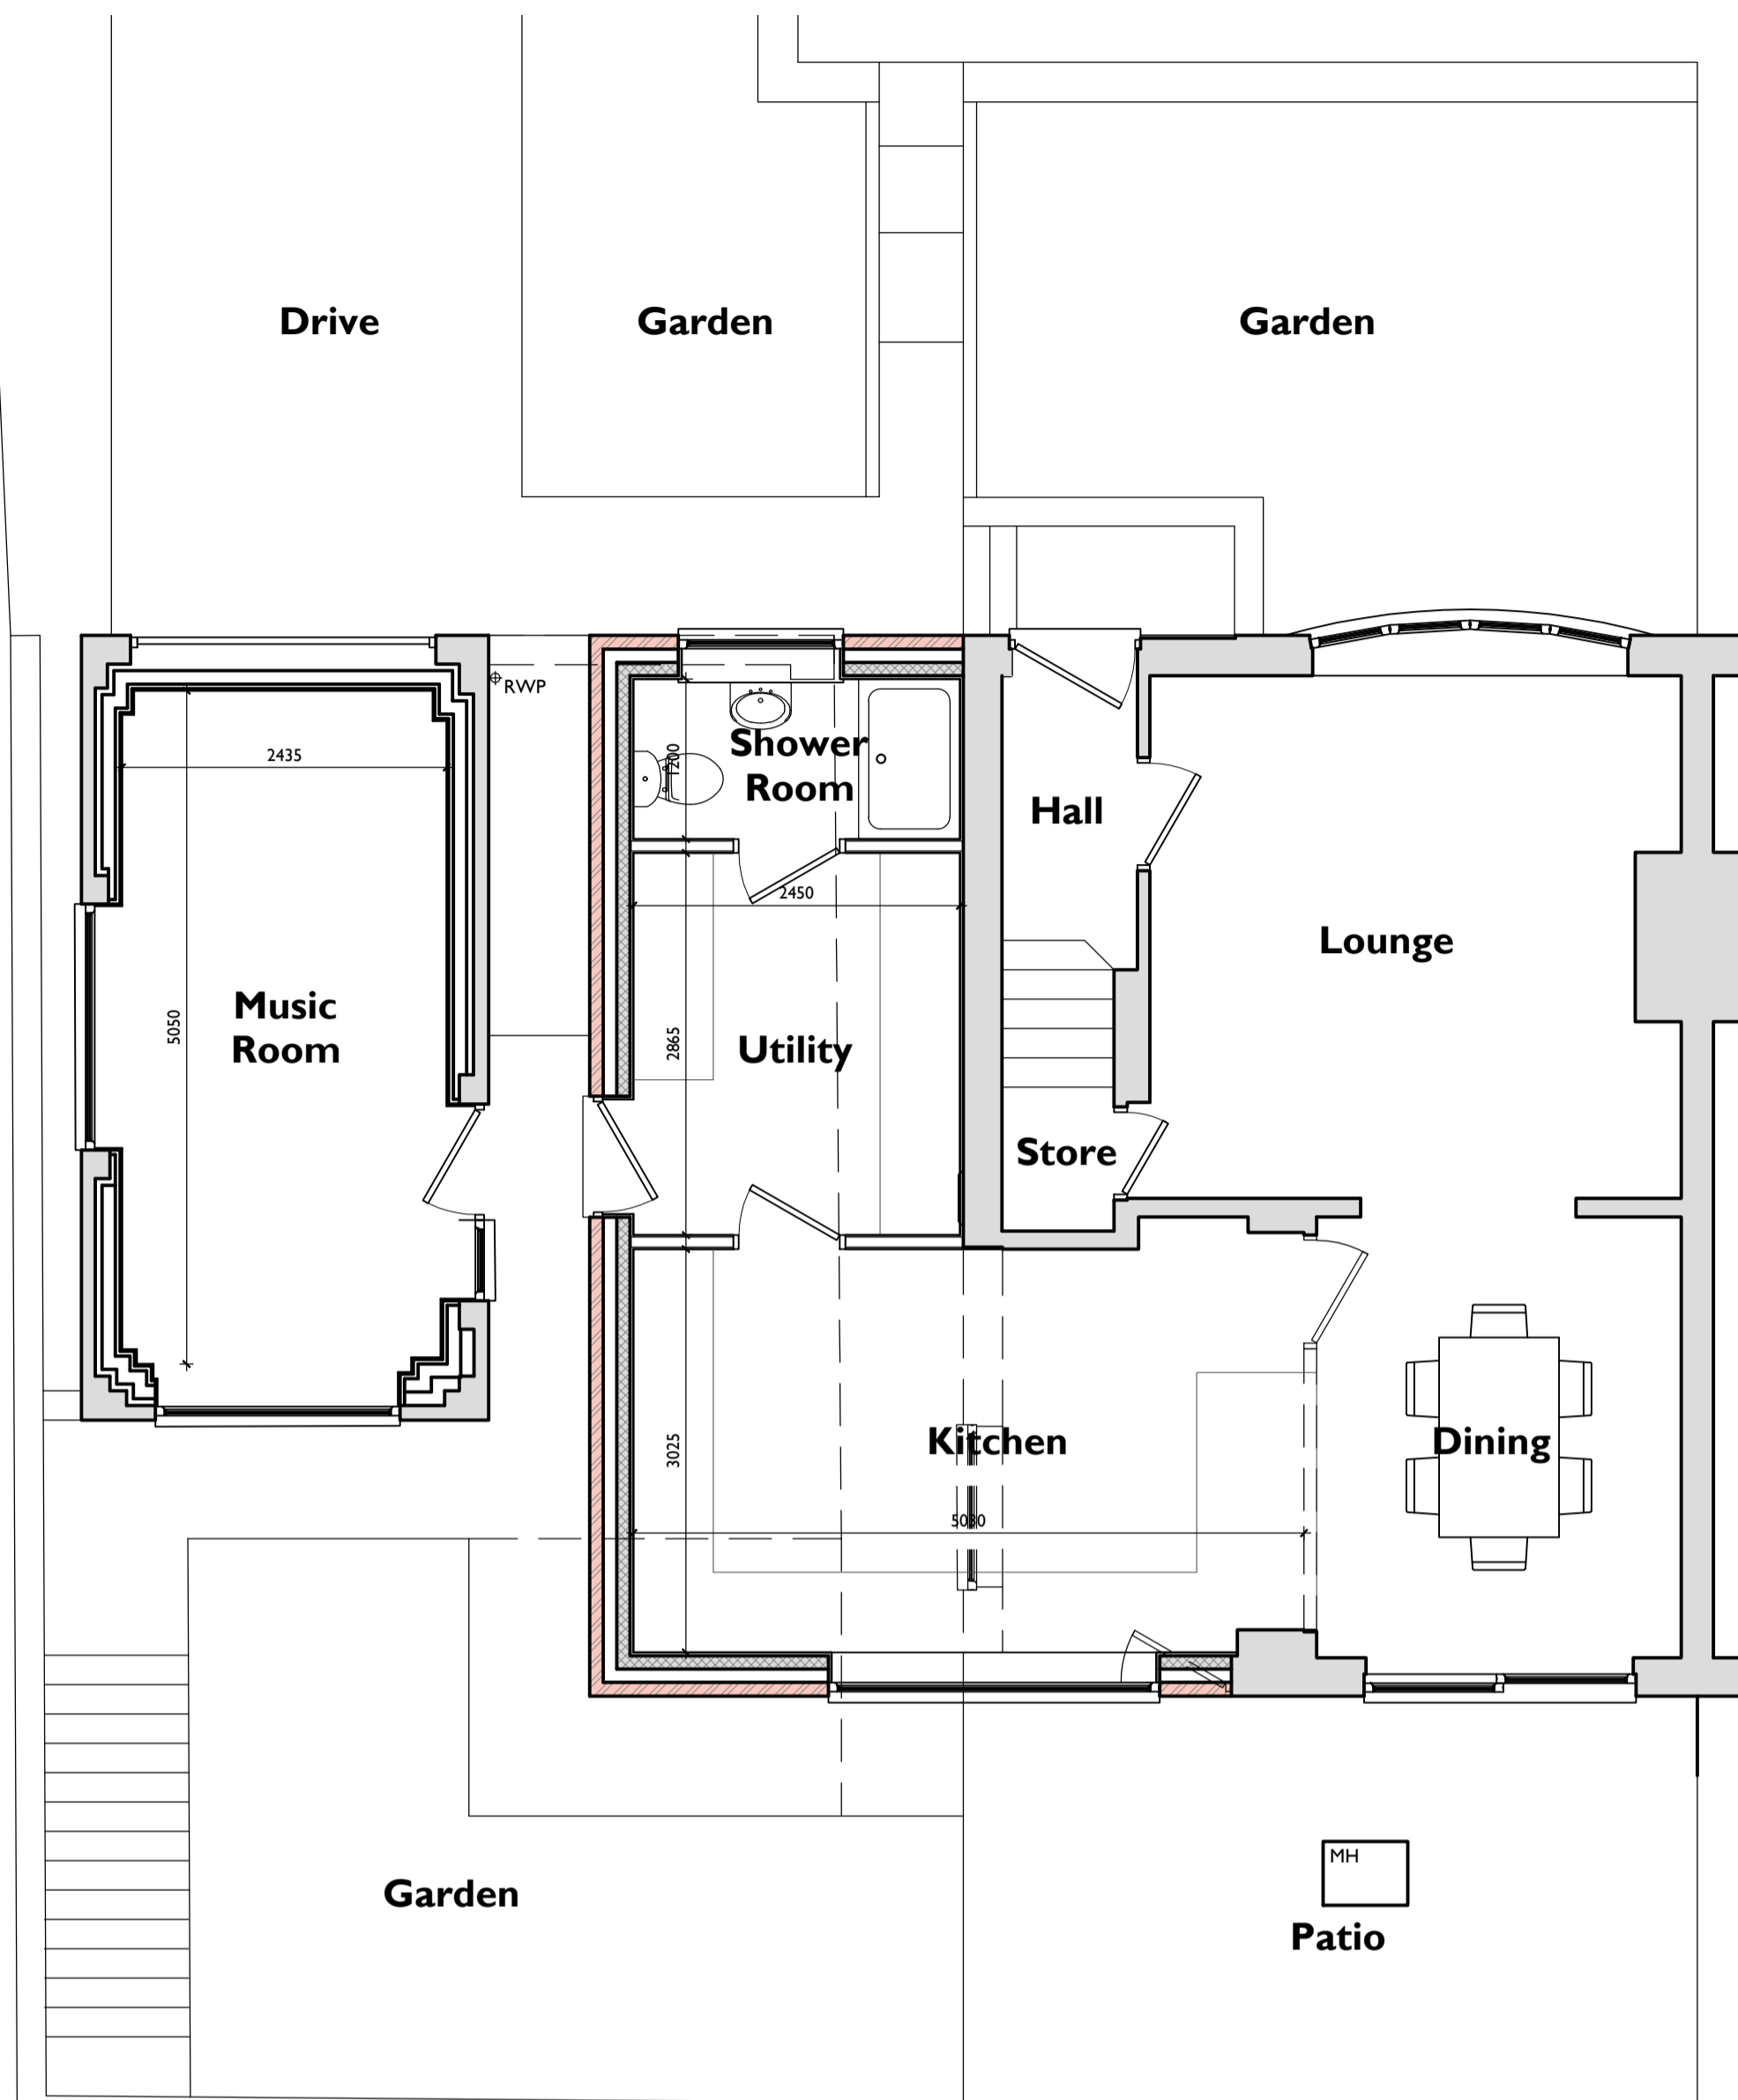 Drive
Garden
Garden
RWP
Shower
Room
1200
2435
Hall
2450
Lounge
Music
Room
5050
2865
Utility
Store
Kitchen
Dining
3025
5030
MH
Garden
Patio